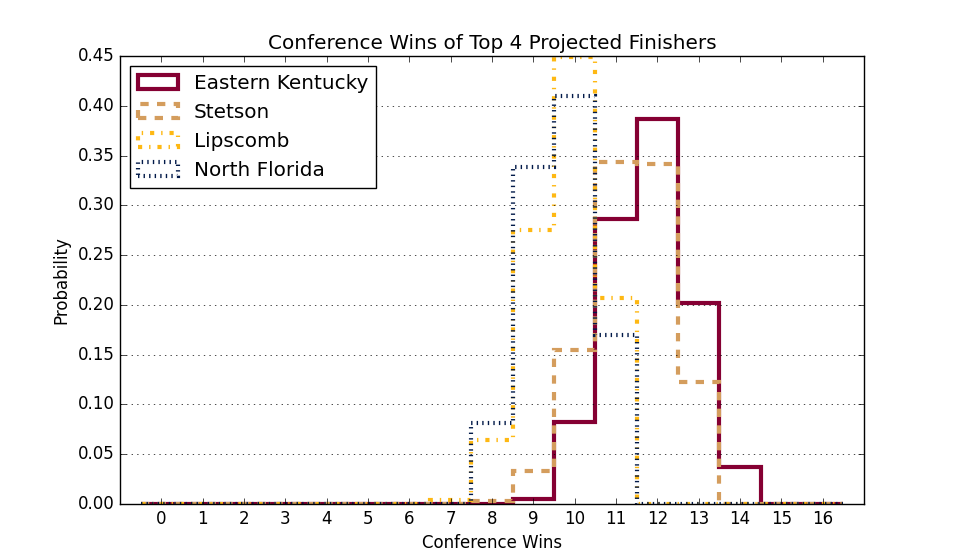 Conference Wins of Top 4 Projected Finishers
0.45
0.40
0.35
0.30
0.25
0.20
0.15
0.10
0.05
0.00
Probability
Eastern Kentucky
Stetson
Lipscomb
North Florida
0 1 2 3 4 5 6 7 8 9 10 11 12 13 14 15 16
Conference Wins